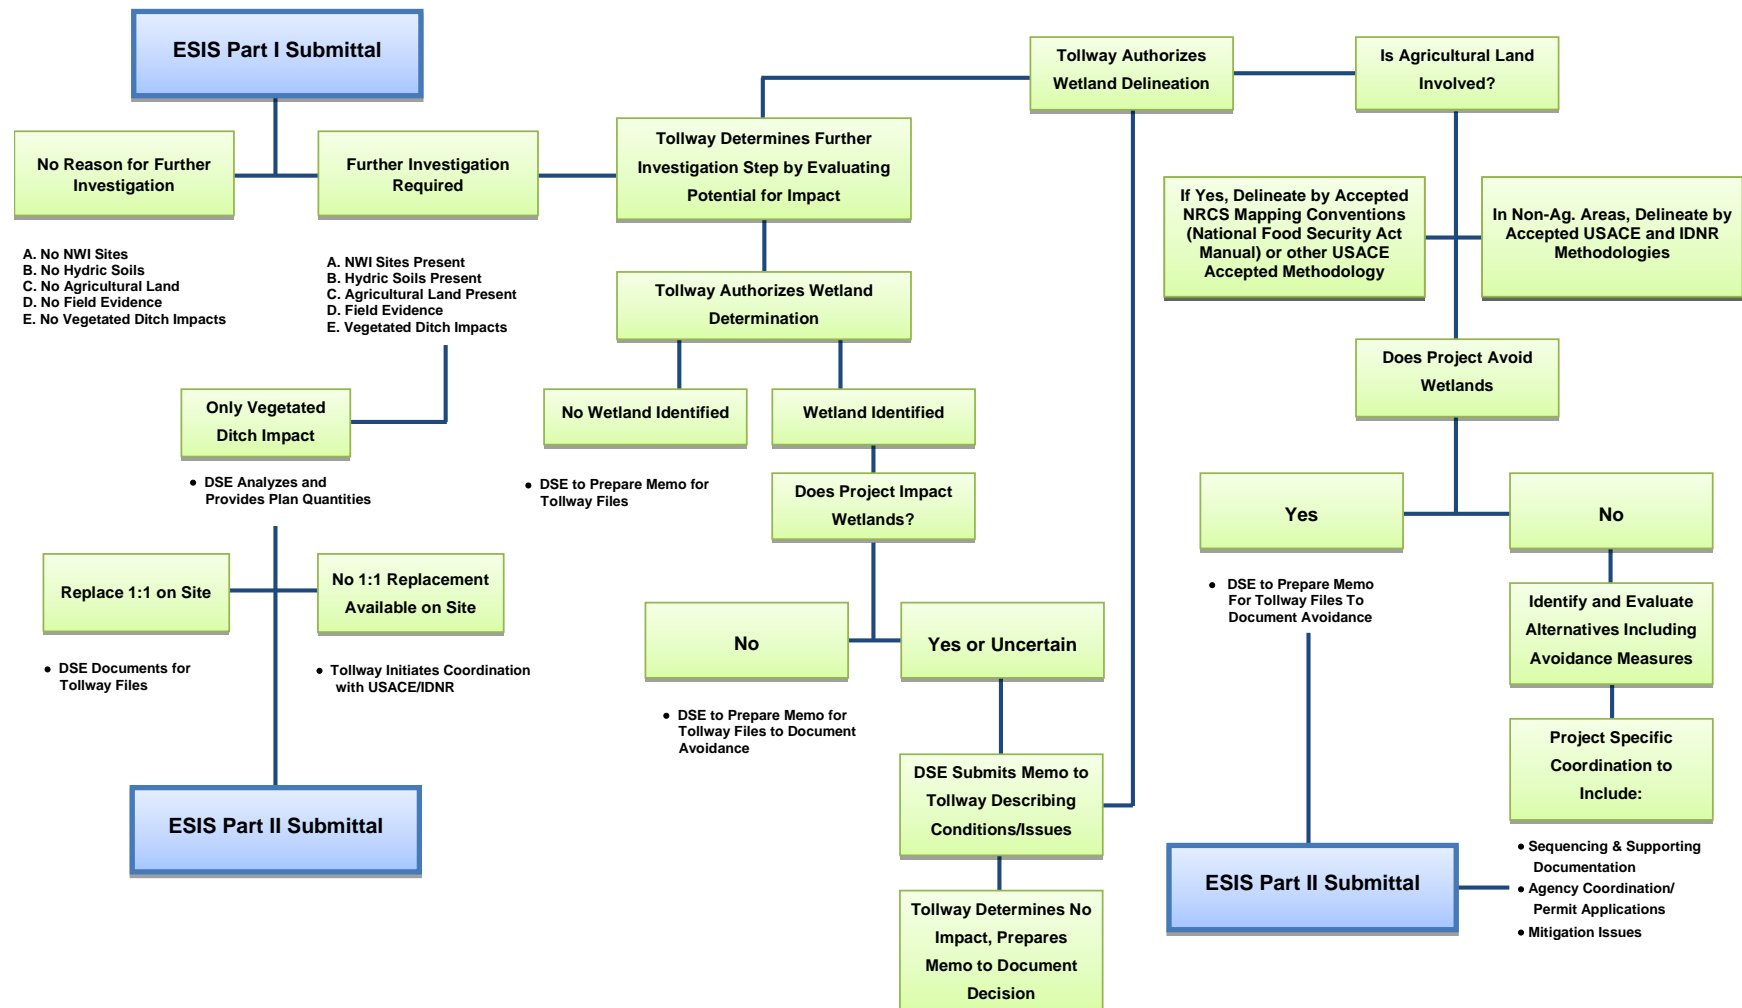 ESIS Part I Submittal
No Reason for Further
Investigation
A. No NWI Sites
B. No Hydric Soils
C. No Agricultural Land
D. No Field Evidence
E. No Vegetated Ditch Impacts
Further Investigation
Required
A. NWI Sites Present
B. Hydric Soils Present
C. Agricultural Land Present
D. Field Evidence
E. Vegetated Ditch Impacts
Only Vegetated
Ditch Impact
• DSE Analyzes and
Provides Plan Quantities
Replace 1:1 on Site
• DSE Documents for
Tollway Files
No 1:1 Replacement
Available on Site
• Tollway Initiates Coordination
with USACE/IDNR
ESIS Part II Submittal
Tollway Determines Further
Investigation Step by Evaluating
Potential for Impact
Tollway Authorizes Wetland
Determination
No Wetland Identified
• DSE to Prepare Memo for
Tollway Files
Wetland Identified
Does Project Impact
Wetlands?
No
• DSE to Prepare Memo for
Tollway Files to Document
Avoidance
Yes or Uncertain
DSE Submits Memo to
Tollway Describing
Conditions/Issues
Tollway Determines No
Impact, Prepares
Memo to Document
Decision
Tollway Authorizes
Wetland Delineation
Is Agricultural Land
Involved?
If Yes, Delineate by Accepted
NRCS Mapping Conventions
(National Food Security Act
Manual) or other USACE
Accepted Methodology
In Non-Ag. Areas, Delineate by
Accepted USACE and IDNR
Methodologies
Does Project Avoid
Wetlands
Yes
• DSE to Prepare Memo
For Tollway Files To
Document Avoidance
No
Identify and Evaluate
Alternatives Including
Avoidance Measures
Project Specific
Coordination to
Include:
• Sequencing & Supporting
Documentation
• Agency Coordination/
Permit Applications
• Mitigation Issues
ESIS Part II Submittal